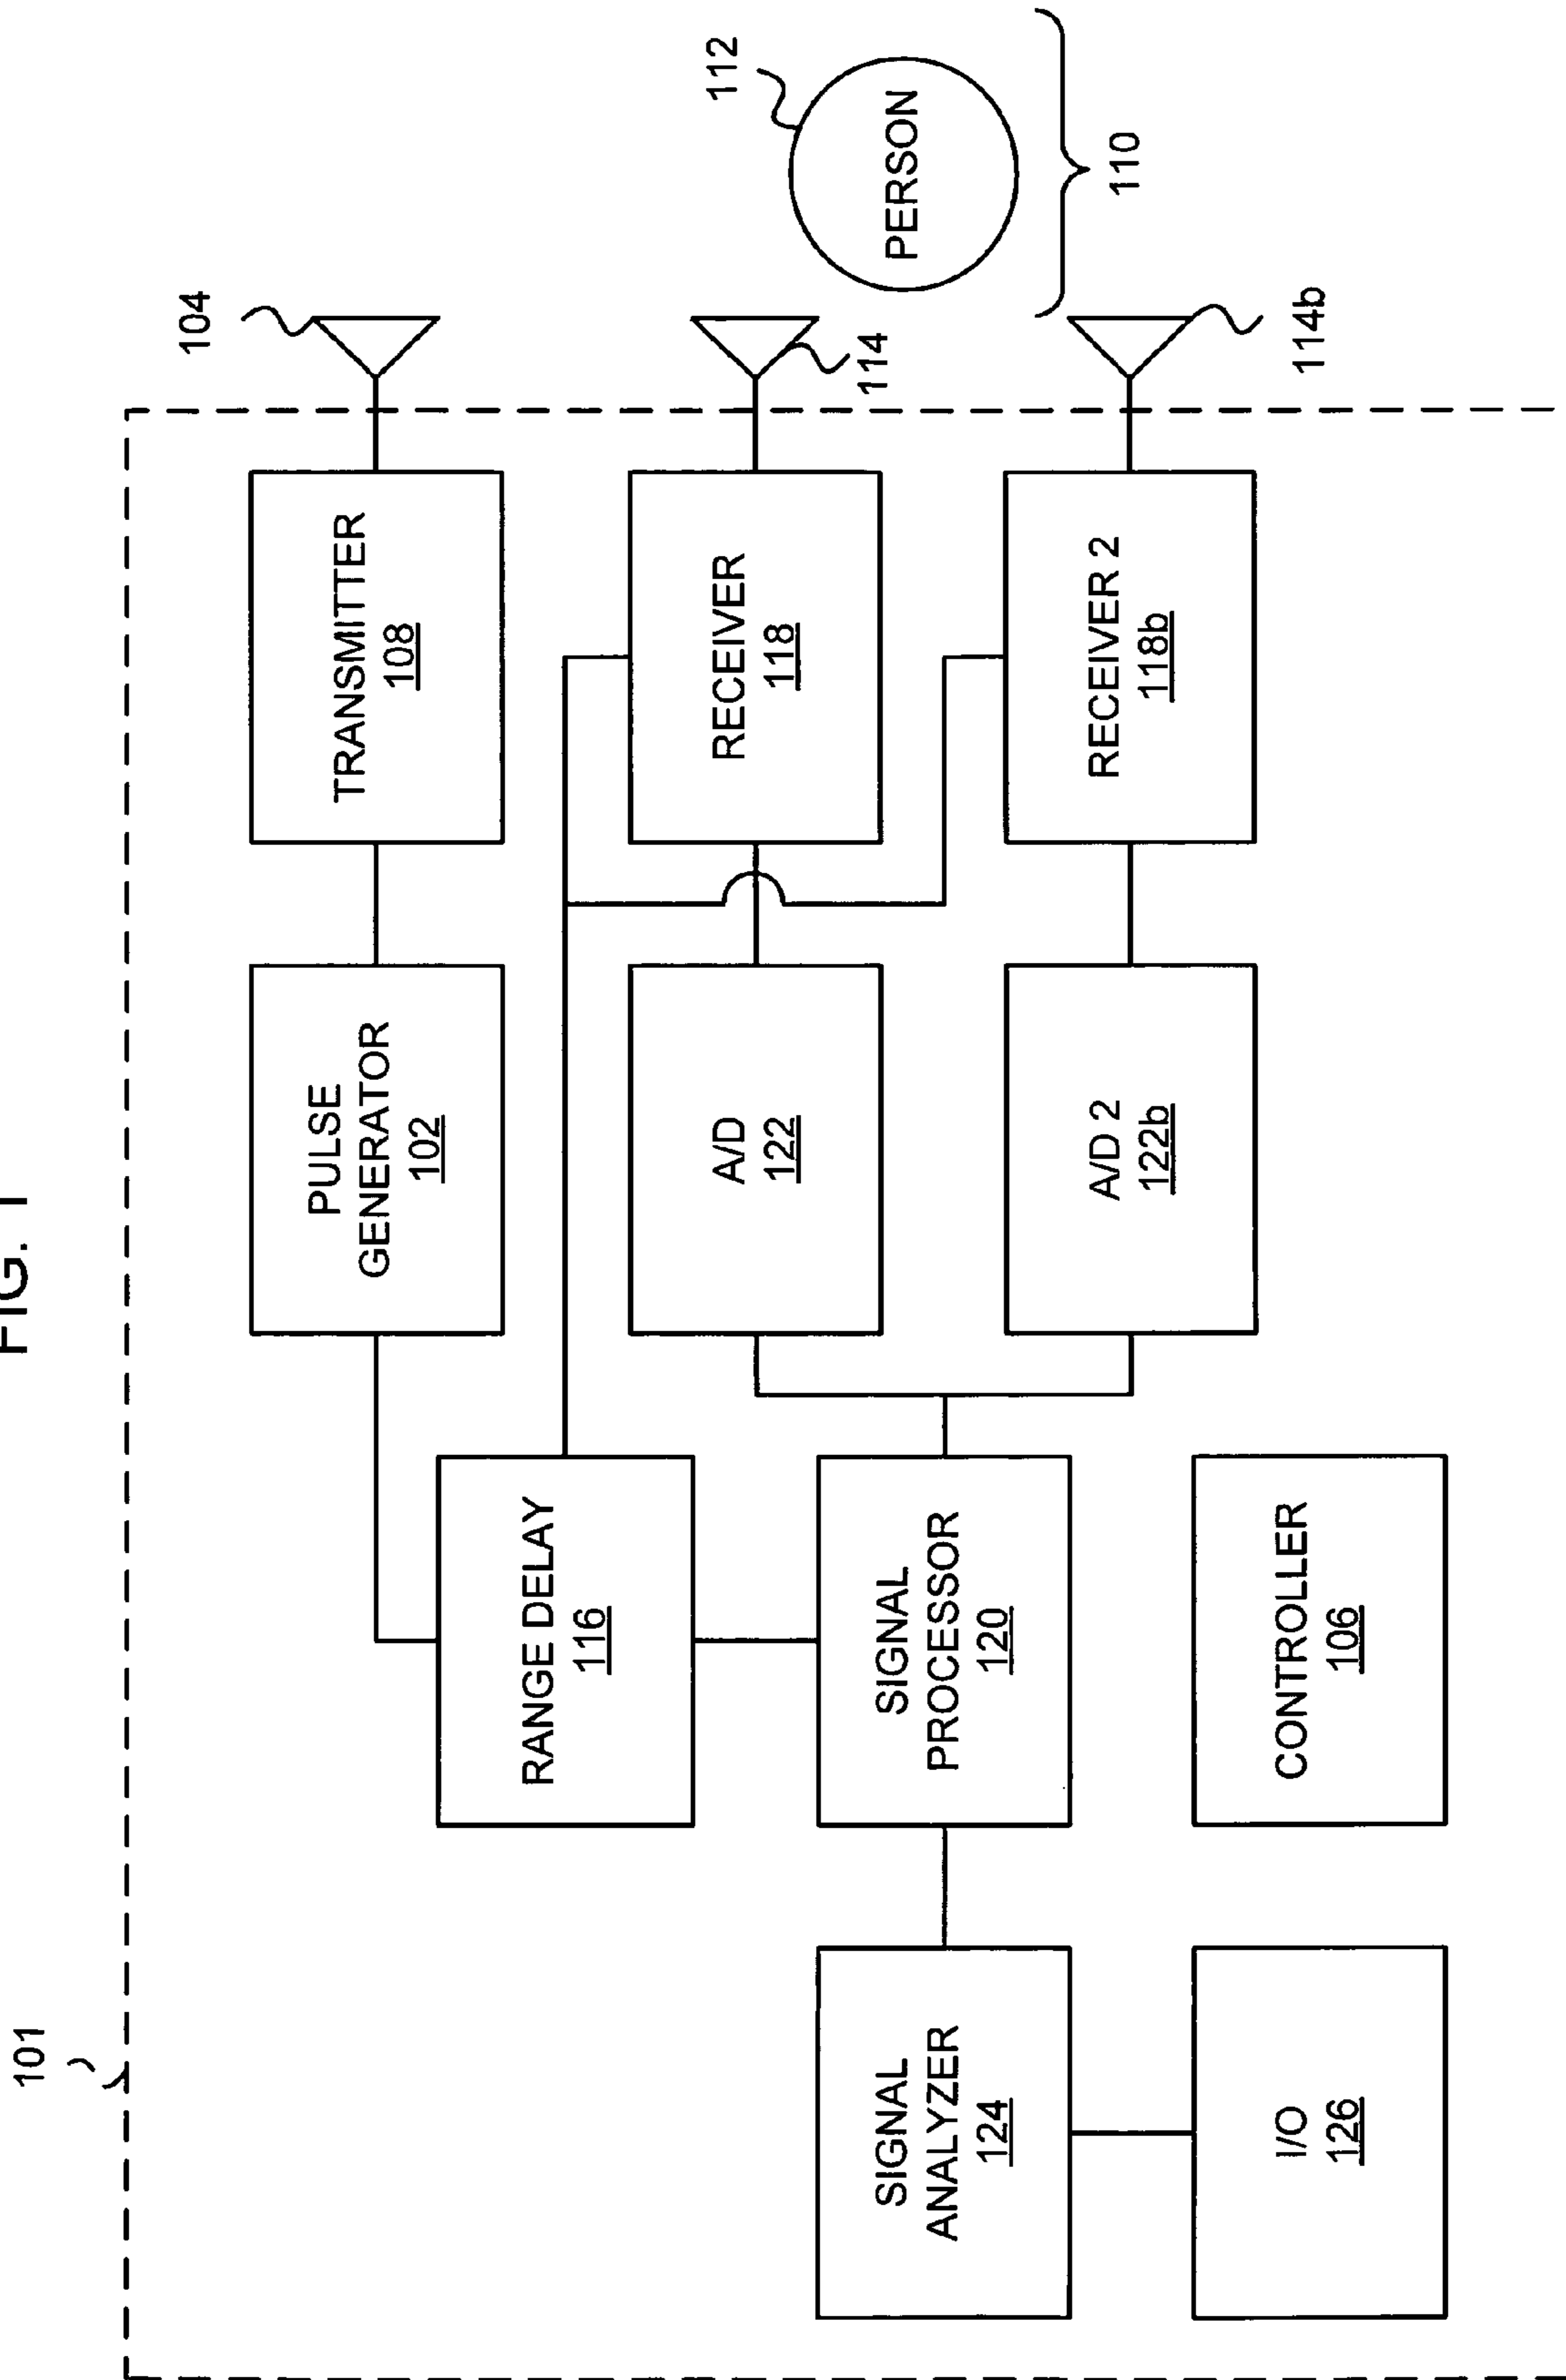 FIG. 1
101
104
PULSE
GENERATOR
102
TRANSMITTER
108
RANGE DELAY
116
A/D
122
RECEIVER
118
114
112
PERSON
110
SIGNAL
ANALYZER
124
SIGNAL
PROCESSOR
120
A/D 2
122b
RECEIVER 2
118b
114b
I/O
126
CONTROLLER
106